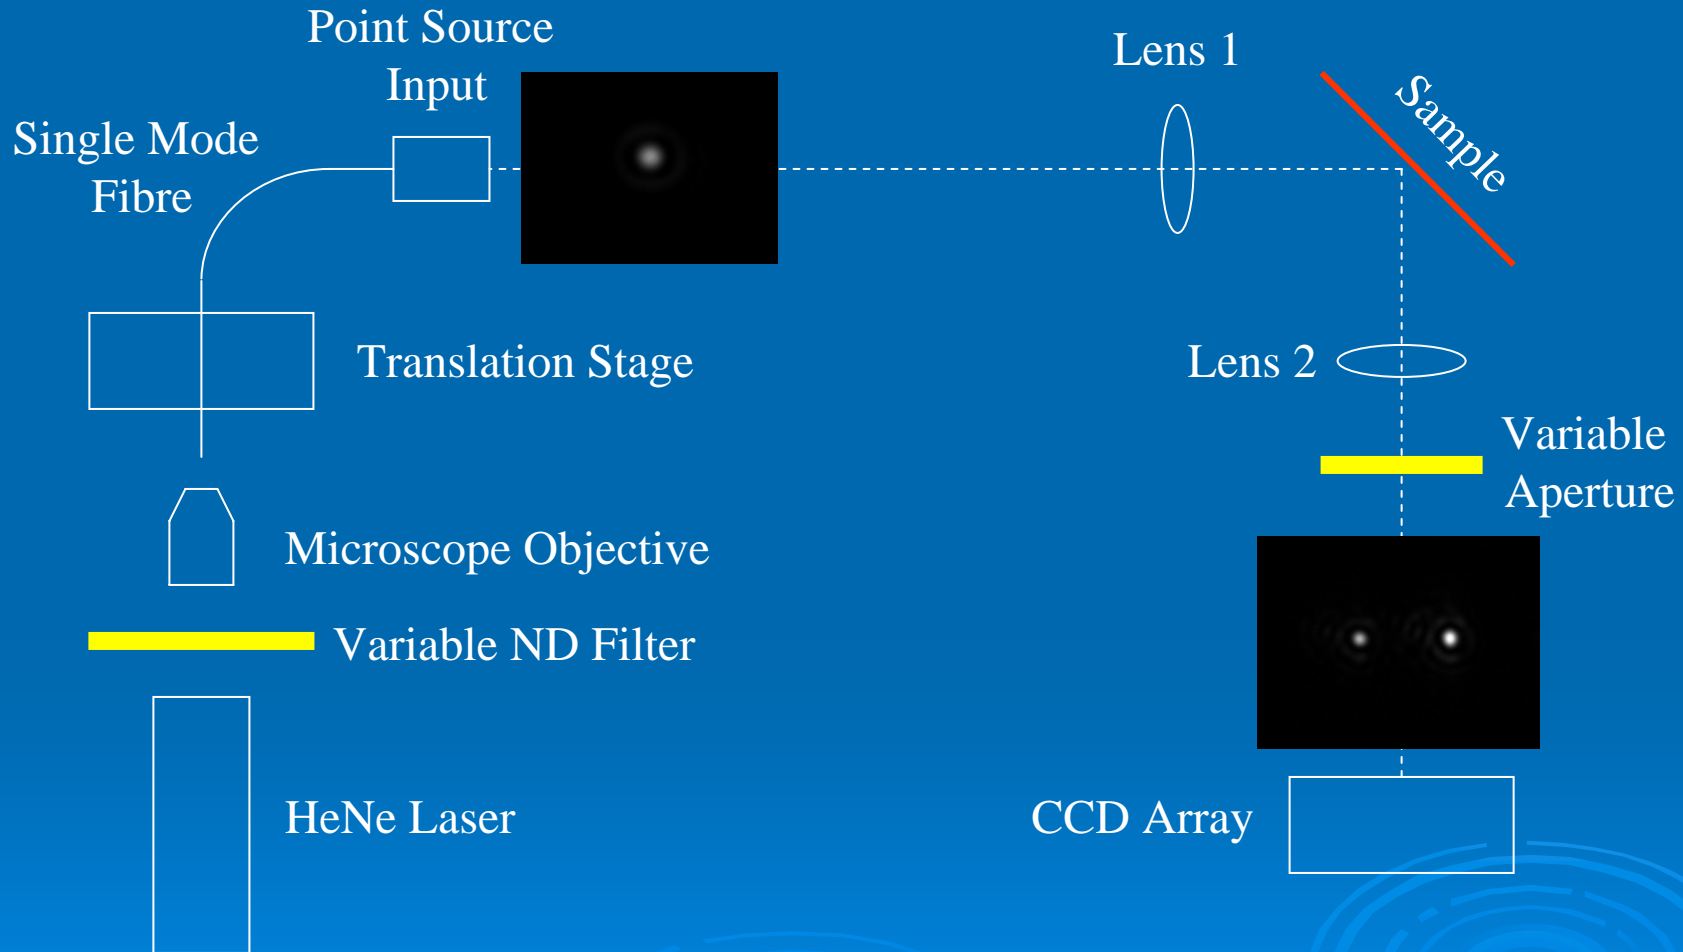 Point Source
Input
Single Mode
Fibre
Lens 1
Sample
Translation Stage
Lens 2
Variable
Aperture
Microscope Objective
Variable ND Filter
HeNe Laser
CCD Array